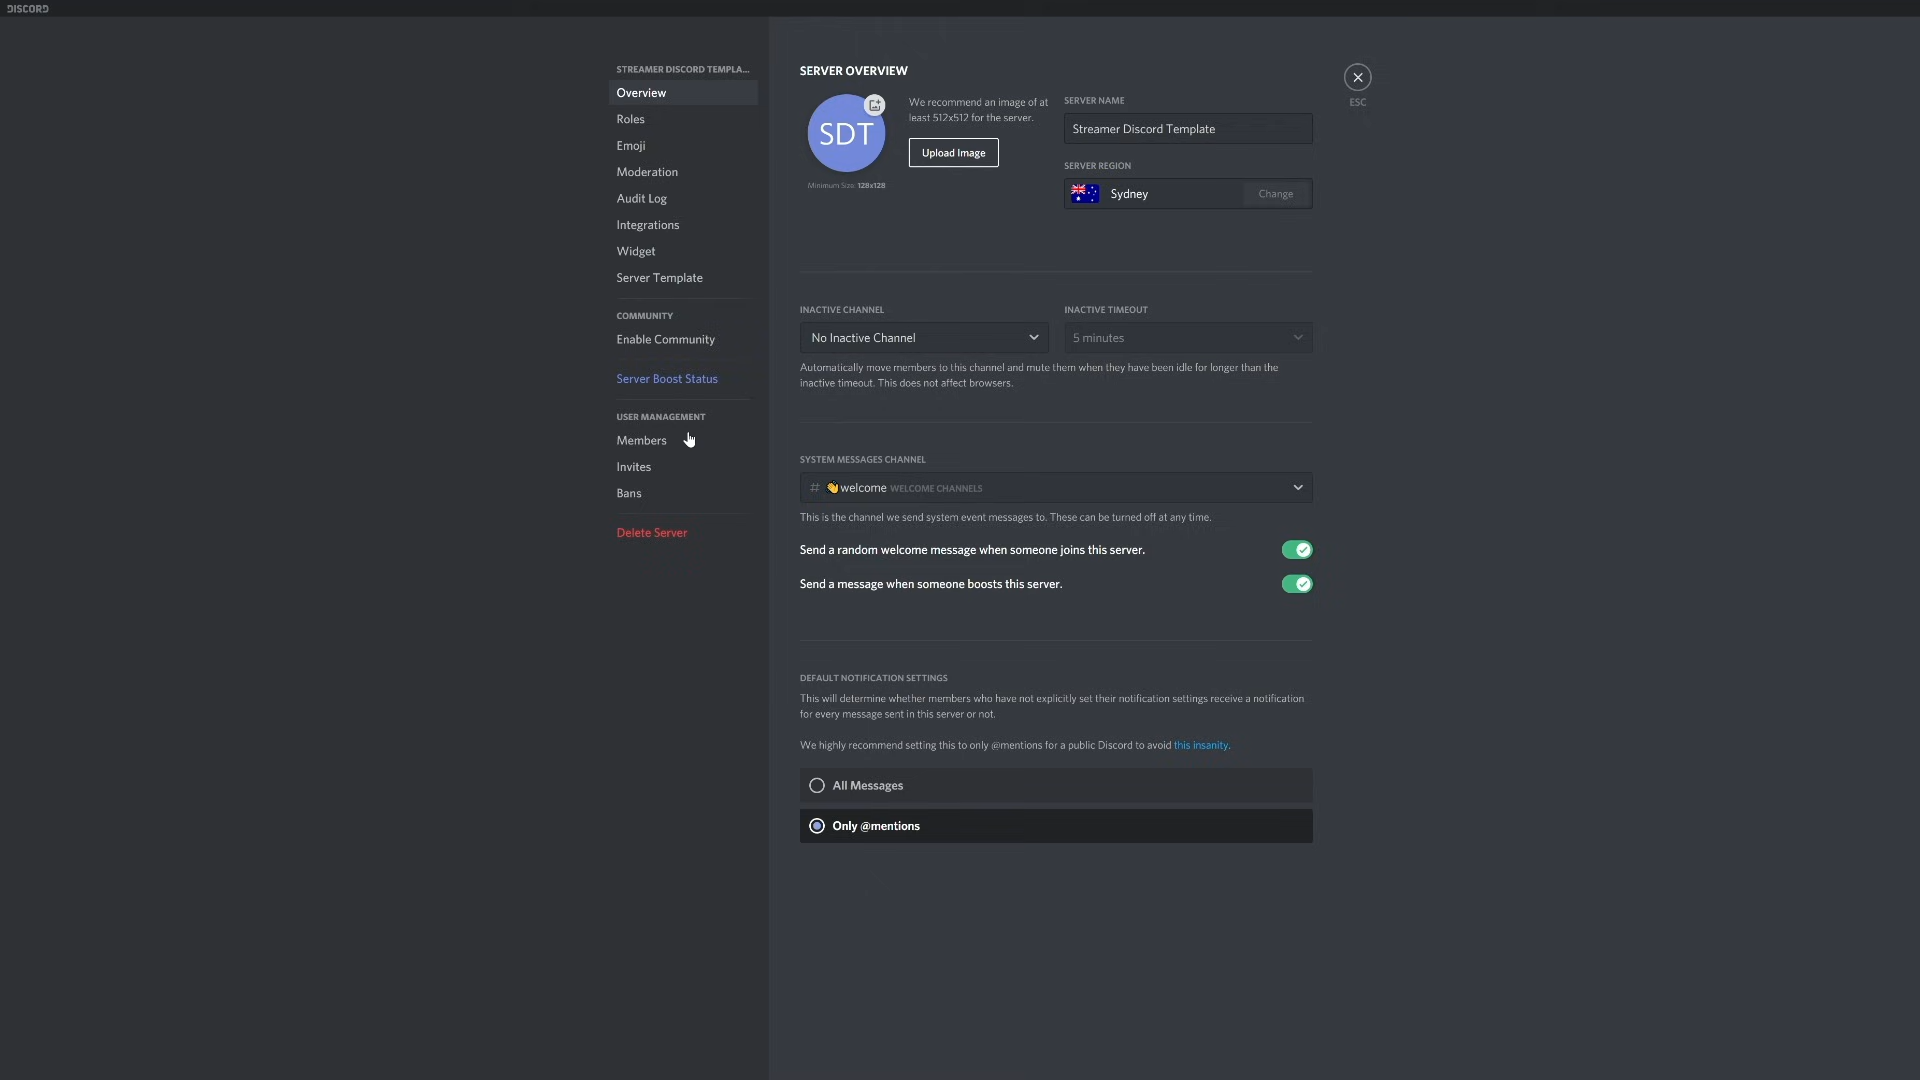 DISCORD
STREAMER DISCORD TEMPLA...
Overview
Roles
Emoji
Moderation
Audit Log
Integrations
Widget
Server Template
COMMUNITY
Enable Community
Server Boost Status
USER MANAGEMENT
Members
Invites
Bans
Delete Server
SERVER OVERVIEW
SDT
Minimum Size: 128x128
We recommend an image of at
least 512x512 for the server.
Upload Image
SERVER NAME
Streamer Discord Template
SERVER REGION
Sydney
Change
ESC
INACTIVE CHANNEL
No Inactive Channel
INACTIVE TIMEOUT
5 minutes
Automatically move members to this channel and mute them when they have been idle for longer than the
inactive timeout. This does not affect browsers.
SYSTEM MESSAGES CHANNEL
# 👋welcome WELCOME CHANNELS
This is the channel we send system event messages to. These can be turned off at any time.
Send a random welcome message when someone joins this server.
Send a message when someone boosts this server.
DEFAULT NOTIFICATION SETTINGS
This will determine whether members who have not explicitly set their notification settings receive a notification
for every message sent in this server or not.
We highly recommend setting this to only @mentions for a public Discord to avoid this insanity.
All Messages
Only @mentions